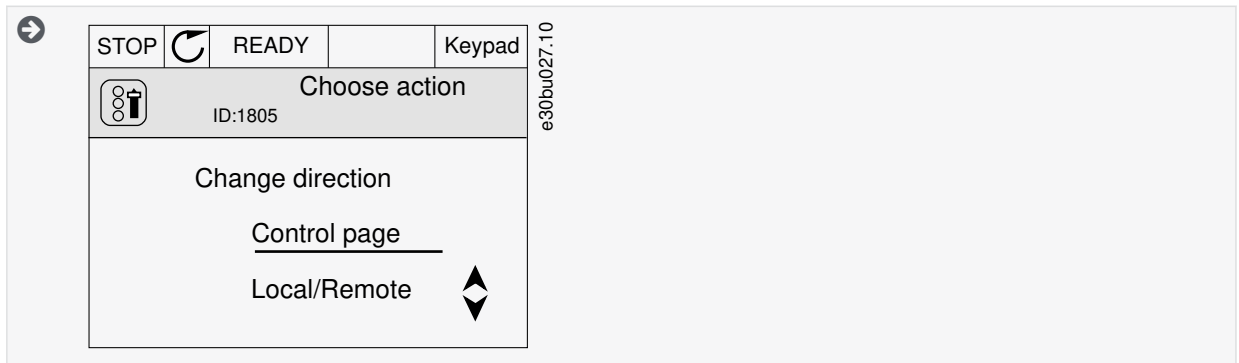 STOP READY Keypad
Choose action
ID:1805
Change direction
Control page
Local/Remote
e30bu027.10